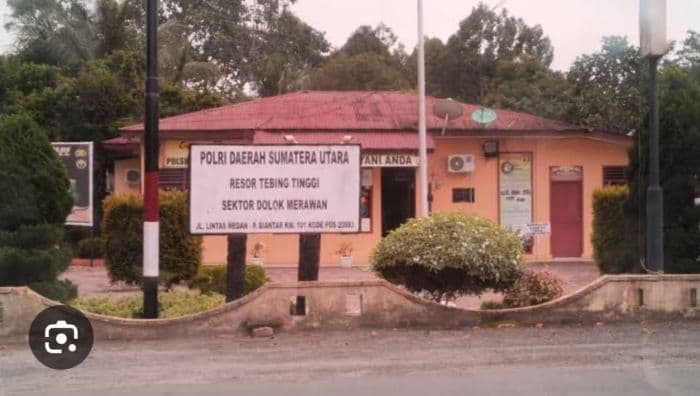 POLRI DAERAH SUMATERA UTARA
RESOR TEBING TINGGI
SEKTOR DOLOK MERAWAN
JL. LINTAS MEDAN - P. SIANTAR KM. 101 KODE POS 20993
YANI ANDA